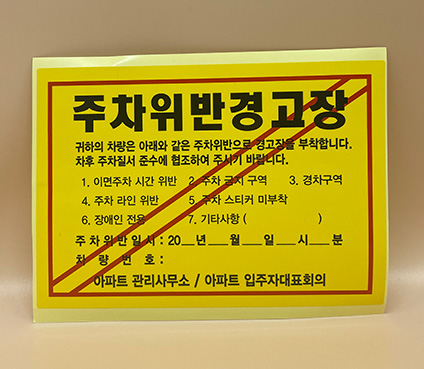 주차위반경고장
귀하의 차량은 아래와 같은 주차위반으로 경고장을 부착합니다.
차후 주차질서 준수에 협조하여 주시기 바랍니다.
1. 이면주차 시간 위반 2. 주차 금지 구역 3. 경차구역
4. 주차 라인 위반 5. 주차 스티커 미부착
6. 장애인 전용 7. 기타사항 ( )
주차위반일시 : 20__년___월___일___시___분
차 량 번 호 :
아파트 관리사무소 / 아파트 입주자대표회의